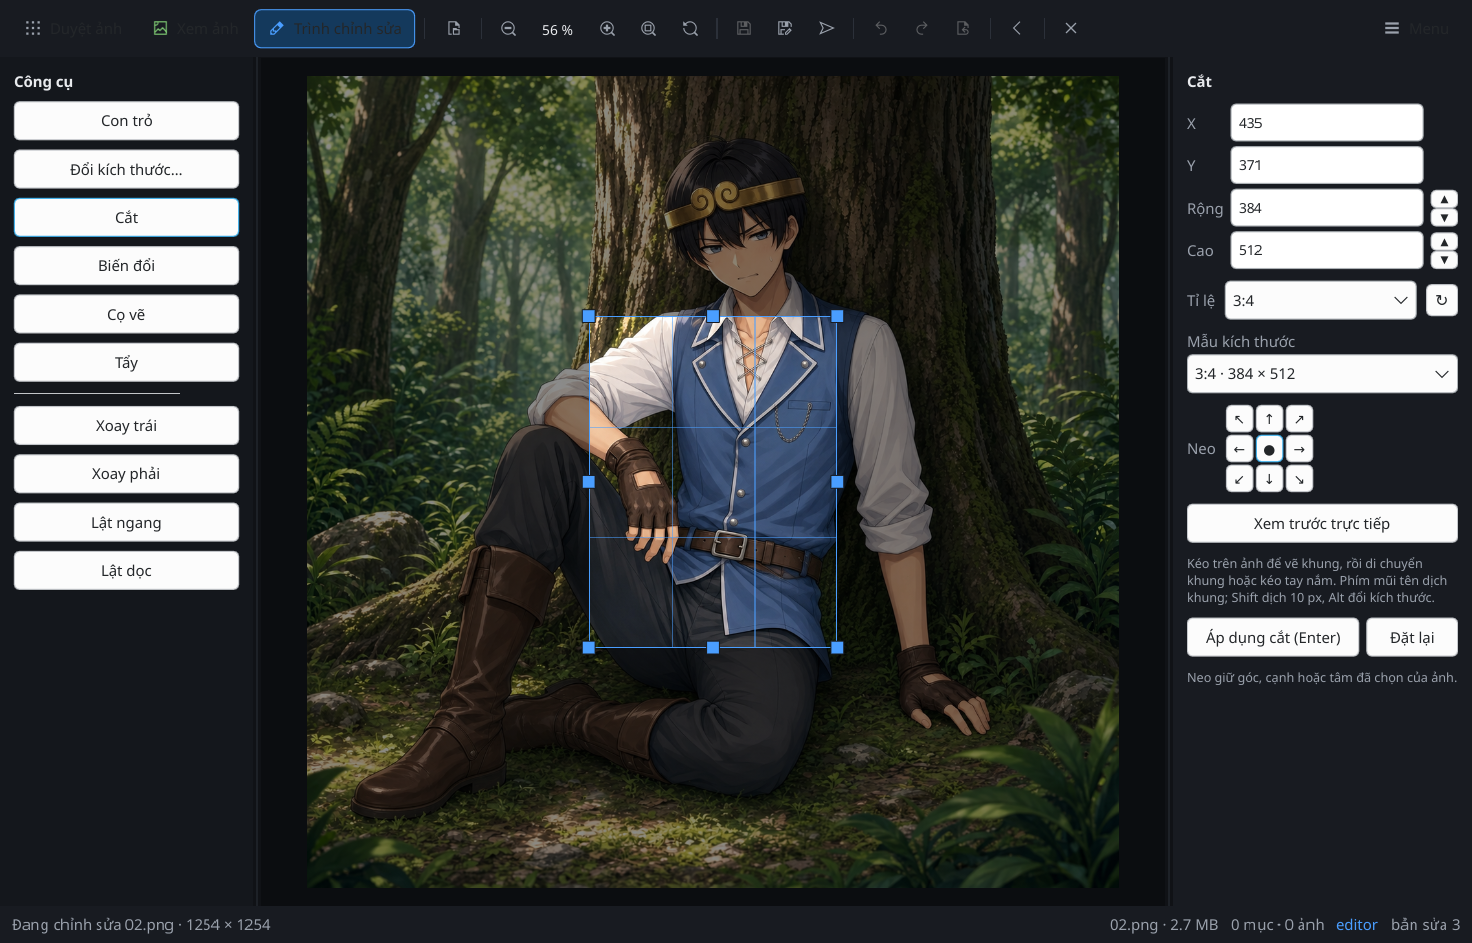 Duyệt ảnh
Xem ảnh
Trình chỉnh sửa
56 %
Menu
Công cụ
Con trỏ
Đổi kích thước...
Cắt
Biến đổi
Cọ vẽ
Tẩy
Xoay trái
Xoay phải
Lật ngang
Lật dọc
Cắt
X 435
Y 371
Rộng 384 ▲ ▼
Cao 512 ▲ ▼
Tỉ lệ 3:4 ↻
Mẫu kích thước
3:4 · 384 × 512
↖ ↑ ↗
Neo ← ● →
↙ ↓ ↘
Xem trước trực tiếp
Kéo trên ảnh để vẽ khung, rồi di chuyển
khung hoặc kéo tay nắm. Phím mũi tên dịch
khung; Shift dịch 10 px, Alt đổi kích thước.
Áp dụng cắt (Enter) Đặt lại
Neo giữ góc, cạnh hoặc tâm đã chọn của ảnh.
Đang chỉnh sửa 02.png · 1254 × 1254
02.png · 2.7 MB 0 mục · 0 ảnh editor bản sửa 3